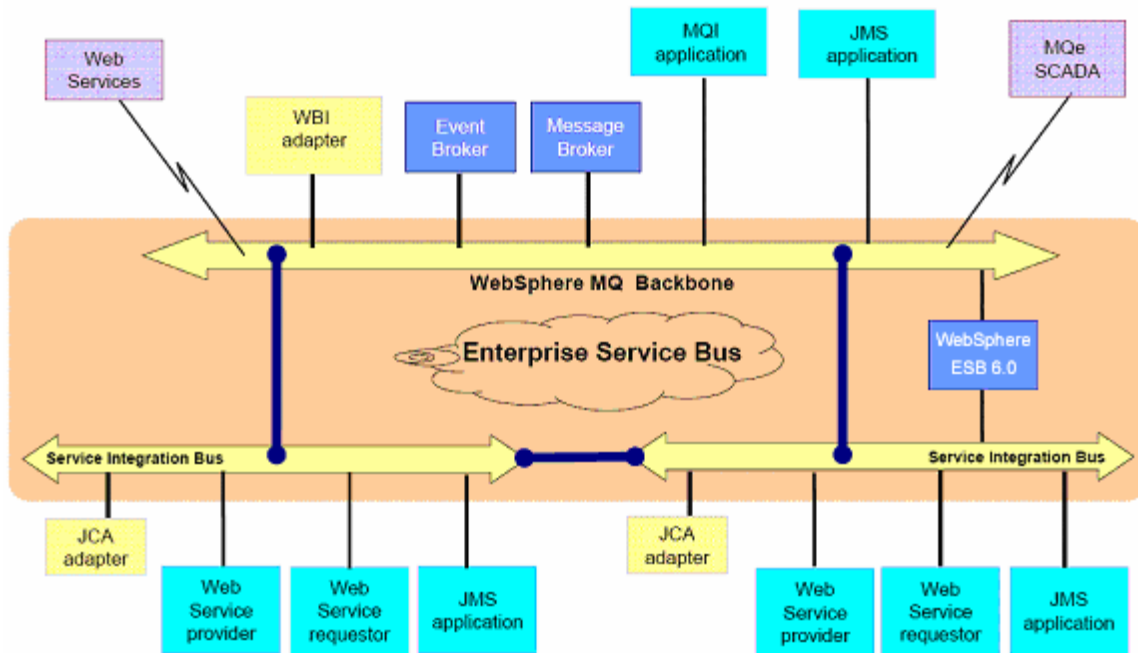 Web
Services
WBI
adapter
Event
Broker
Message
Broker
MQI
application
JMS
application
MQe
SCADA
WebSphere MQ Backbone
Enterprise Service Bus
WebSphere
ESB 6.0
Service Integration Bus
Service Integration Bus
JCA
adapter
Web
Service
provider
Web
Service
requestor
JMS
application
JCA
adapter
Web
Service
provider
Web
Service
requestor
JMS
application